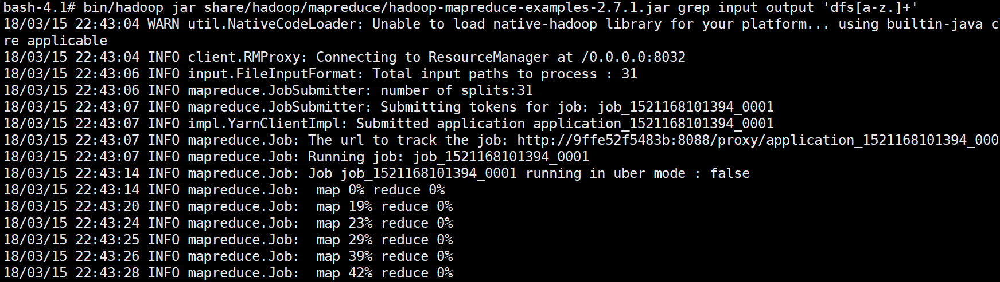 bash-4.1# bin/hadoop jar share/hadoop/mapreduce/hadoop-mapreduce-examples-2.7.1.jar grep input output 'dfs[a-z.]+'
18/03/15 22:43:04 WARN util.NativeCodeLoader: Unable to load native-hadoop library for your platform... using builtin-java c
re applicable
18/03/15 22:43:04 INFO client.RMProxy: Connecting to ResourceManager at /0.0.0.0:8032
18/03/15 22:43:06 INFO input.FileInputFormat: Total input paths to process : 31
18/03/15 22:43:06 INFO mapreduce.JobSubmitter: number of splits:31
18/03/15 22:43:07 INFO mapreduce.JobSubmitter: Submitting tokens for job: job_1521168101394_0001
18/03/15 22:43:07 INFO impl.YarnClientImpl: Submitted application application_1521168101394_0001
18/03/15 22:43:07 INFO mapreduce.Job: The url to track the job: http://9ffe52f5483b:8088/proxy/application_1521168101394_000
18/03/15 22:43:07 INFO mapreduce.Job: Running job: job_1521168101394_0001
18/03/15 22:43:14 INFO mapreduce.Job: Job job_1521168101394_0001 running in uber mode : false
18/03/15 22:43:14 INFO mapreduce.Job:  map 0% reduce 0%
18/03/15 22:43:20 INFO mapreduce.Job:  map 19% reduce 0%
18/03/15 22:43:24 INFO mapreduce.Job:  map 23% reduce 0%
18/03/15 22:43:25 INFO mapreduce.Job:  map 29% reduce 0%
18/03/15 22:43:26 INFO mapreduce.Job:  map 39% reduce 0%
18/03/15 22:43:28 INFO mapreduce.Job:  map 42% reduce 0%